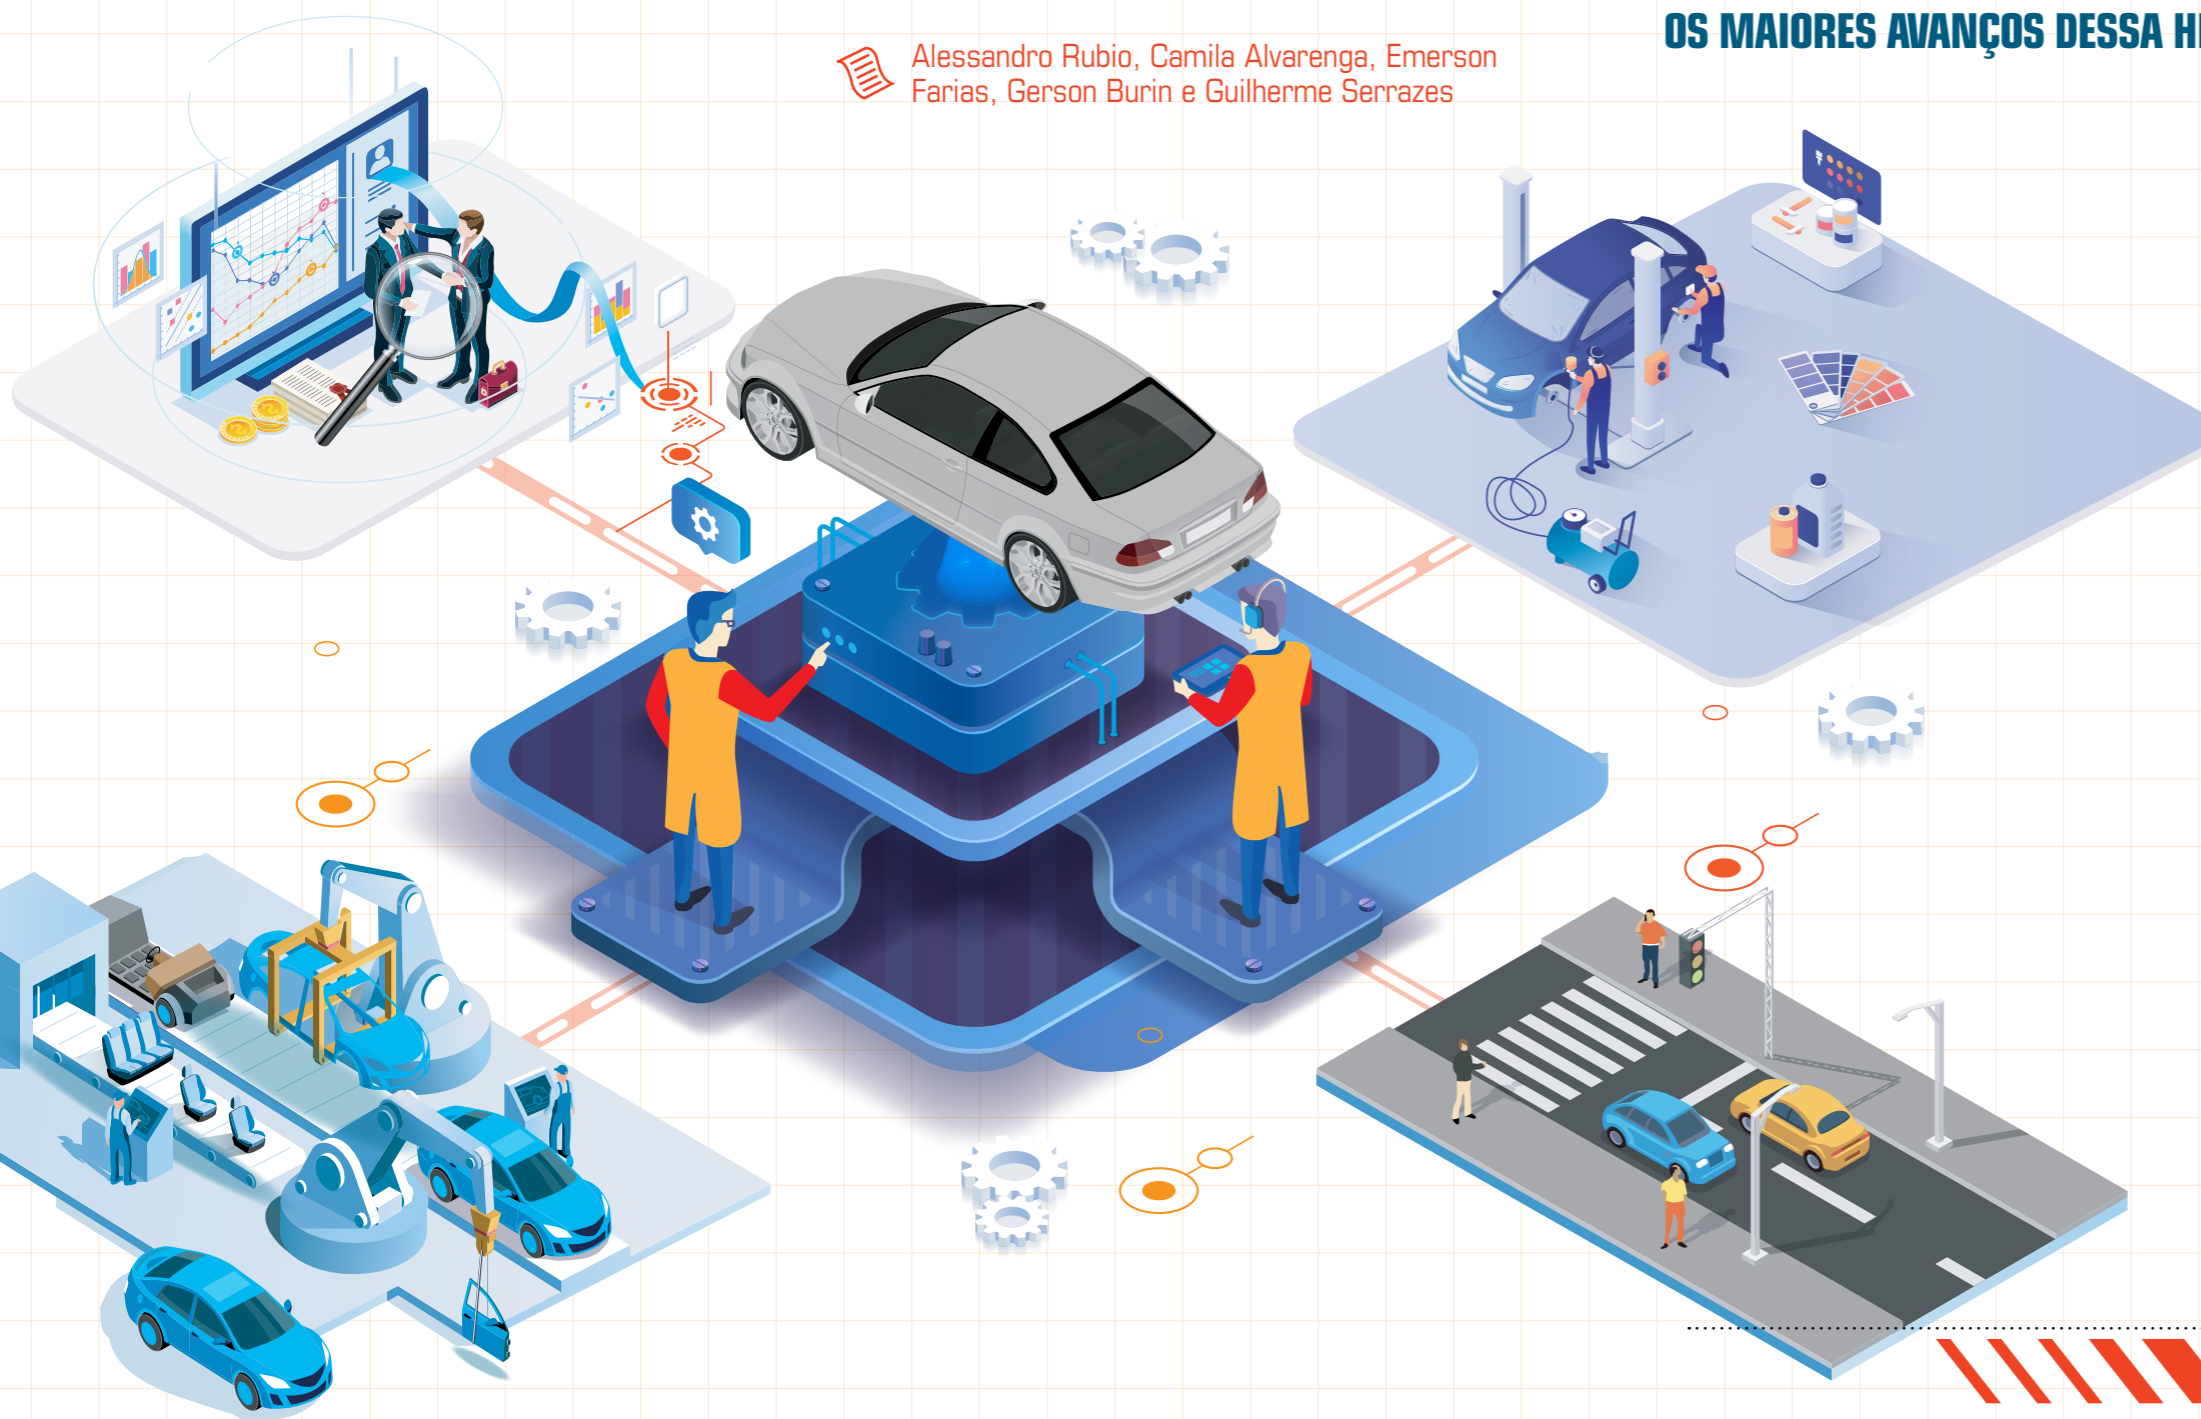 OS MAIORES AVANÇOS DESSA
Alessandro Rubio, Camila Alvarenga, Emerson
Farias, Gerson Burin e Guilherme Serrazes